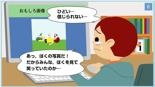 おもしろ画像
ひどい…
信じられない…
あっ、ぼくの写真だ!
だからみんな、ぼくを見て
笑っていたのか…